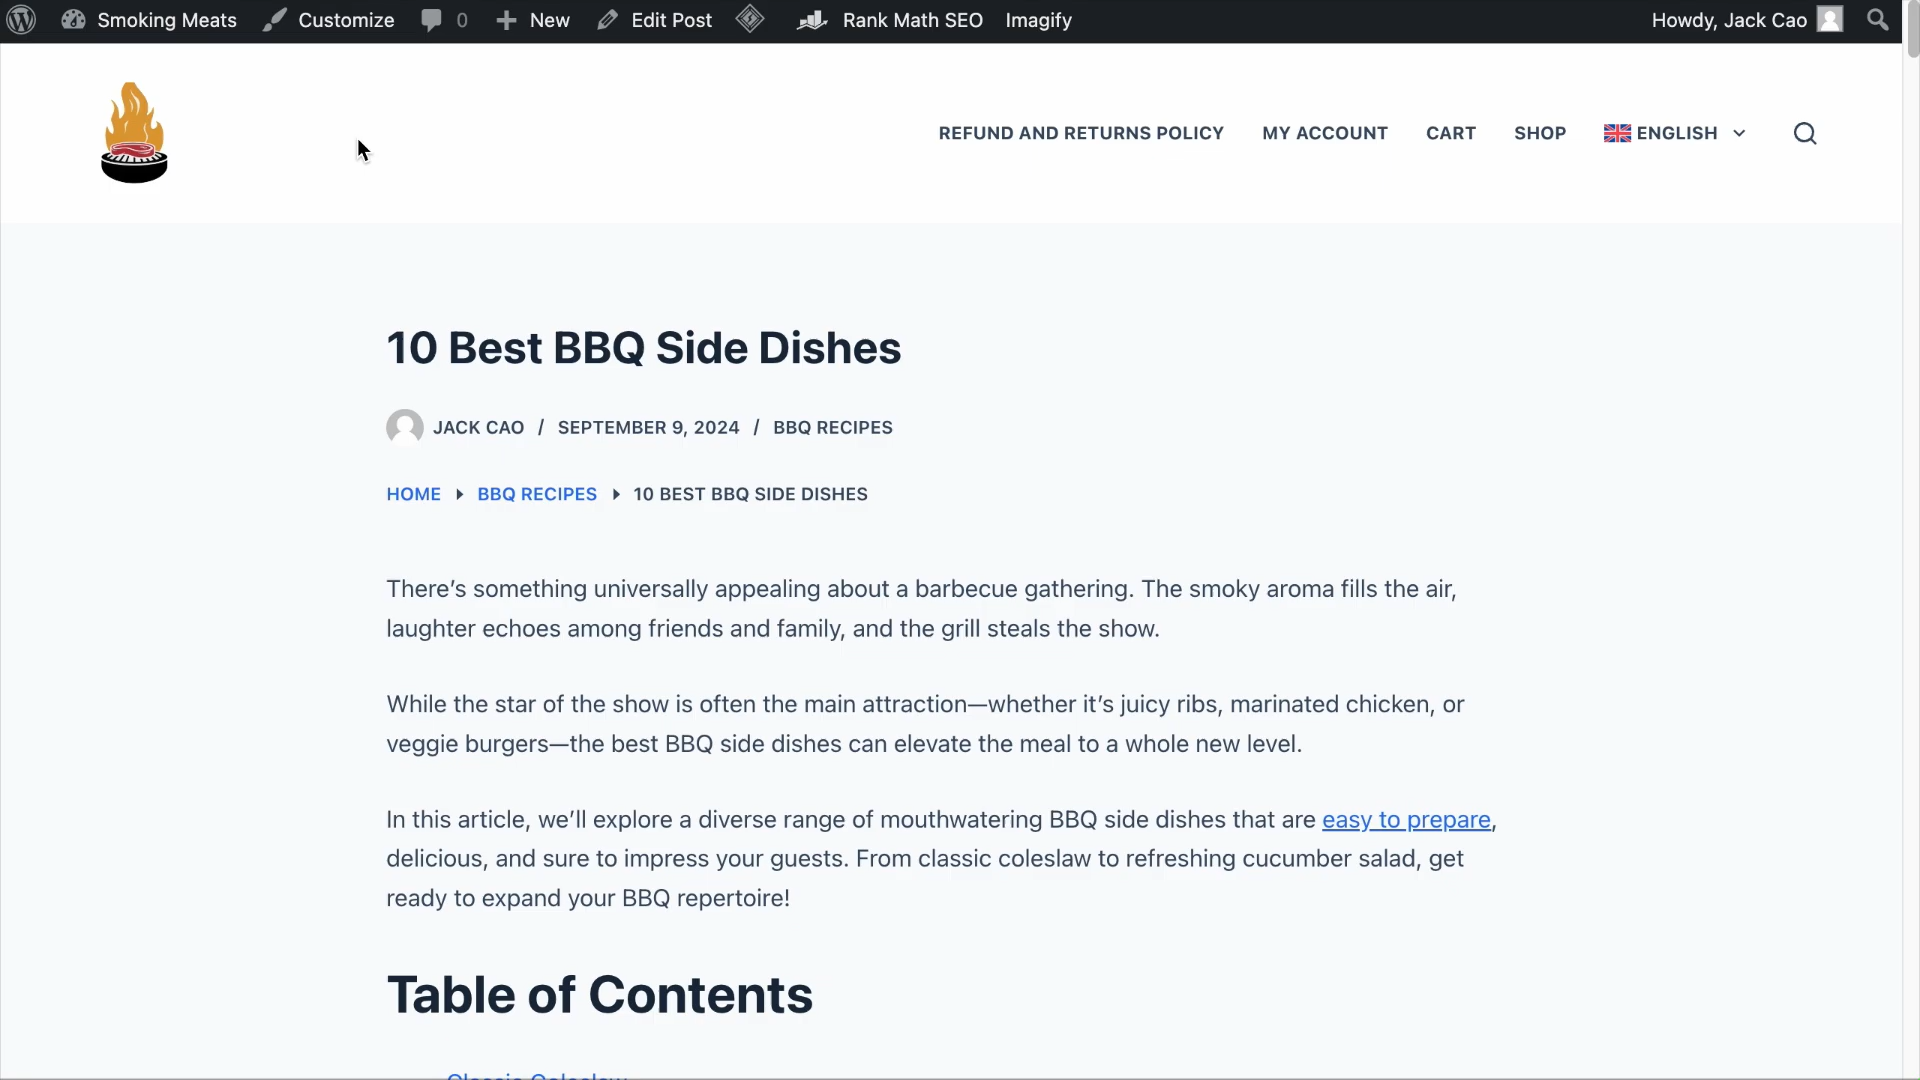 Smoking Meats Customize 0 New Edit Post Rank Math SEO Imagify Howdy, Jack Cao
REFUND AND RETURNS POLICY MY ACCOUNT CART SHOP ENGLISH
10 Best BBQ Side Dishes
JACK CAO / SEPTEMBER 9, 2024 / BBQ RECIPES
HOME BBQ RECIPES 10 BEST BBQ SIDE DISHES
There’s something universally appealing about a barbecue gathering. The smoky aroma fills the air,
laughter echoes among friends and family, and the grill steals the show.
While the star of the show is often the main attraction—whether it’s juicy ribs, marinated chicken, or
veggie burgers—the best BBQ side dishes can elevate the meal to a whole new level.
In this article, we’ll explore a diverse range of mouthwatering BBQ side dishes that are easy to prepare,
delicious, and sure to impress your guests. From classic coleslaw to refreshing cucumber salad, get
ready to expand your BBQ repertoire!
Table of Contents
Classic Coleslaw